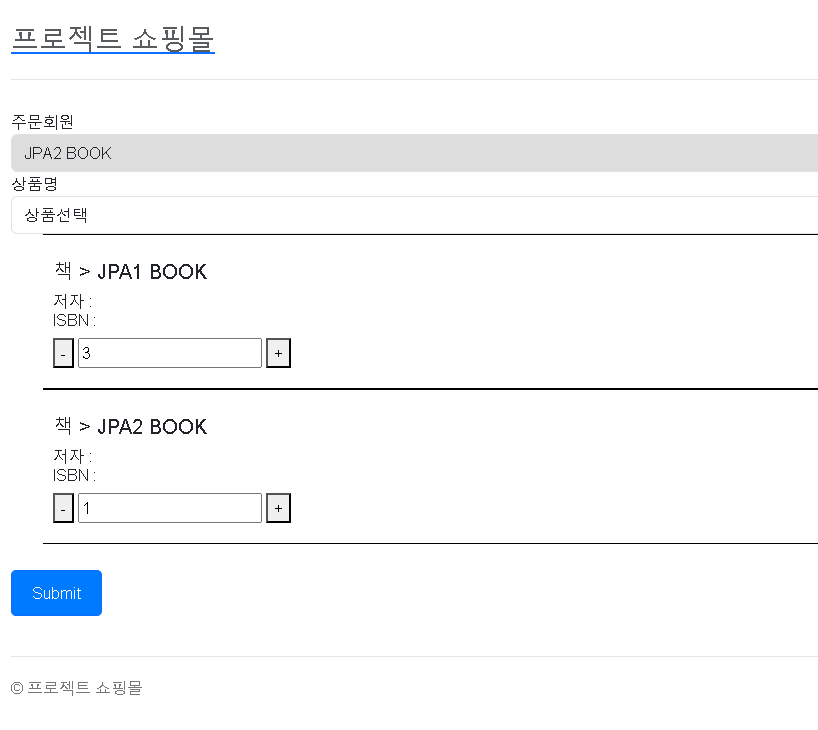 프로젝트 쇼핑몰
주문회원
JPA2 BOOK
상품명
상품선택
책 > JPA1 BOOK
저자 :
ISBN :
- 3 +
책 > JPA2 BOOK
저자 :
ISBN :
- 1 +
Submit
© 프로젝트 쇼핑몰